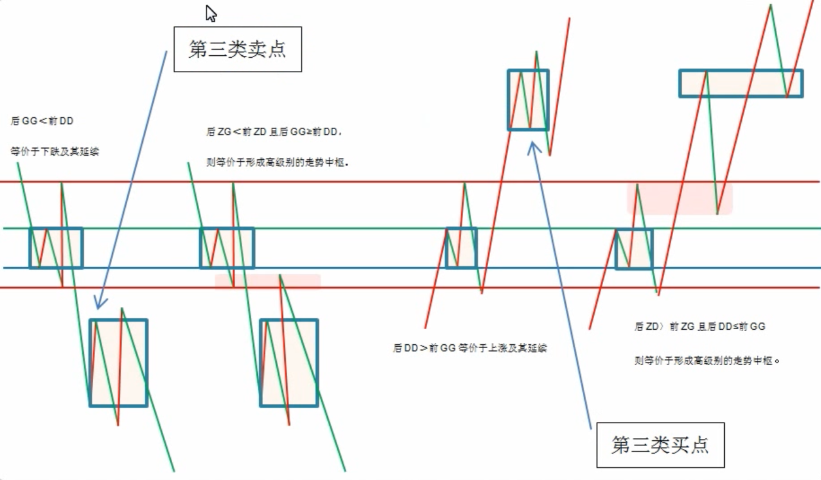 第三类卖点
后GG＜前DD
等价于下跌及其延续
后ZG＜前ZD且后GG≥前DD.
则等价于形成高级别的走势中枢.
后DD＞前GG 等价于上涨及其延续
后ZD〉前ZG 且后DD≤前GG
则等价于形成高级别的走势中枢。
第三类买点